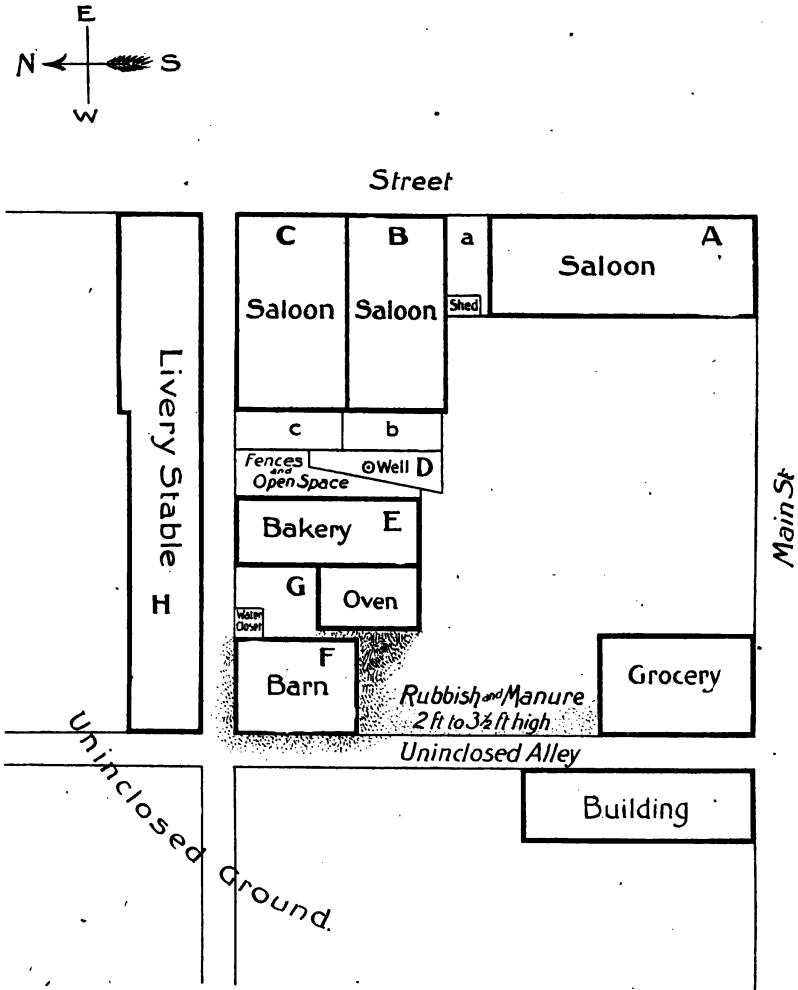 E
N S
W
Street
C B a A
Saloon
Saloon Saloon Shed
Livery Stable
H
c b
Fences
and
Open Space
Well D
Bakery E
G
Oven
Water
Closet
F
Barn
Grocery
Rubbish and Manure
2 ft to 3½ ft high
Main St
Uninclosed Alley
Building
Uninclosed Ground.